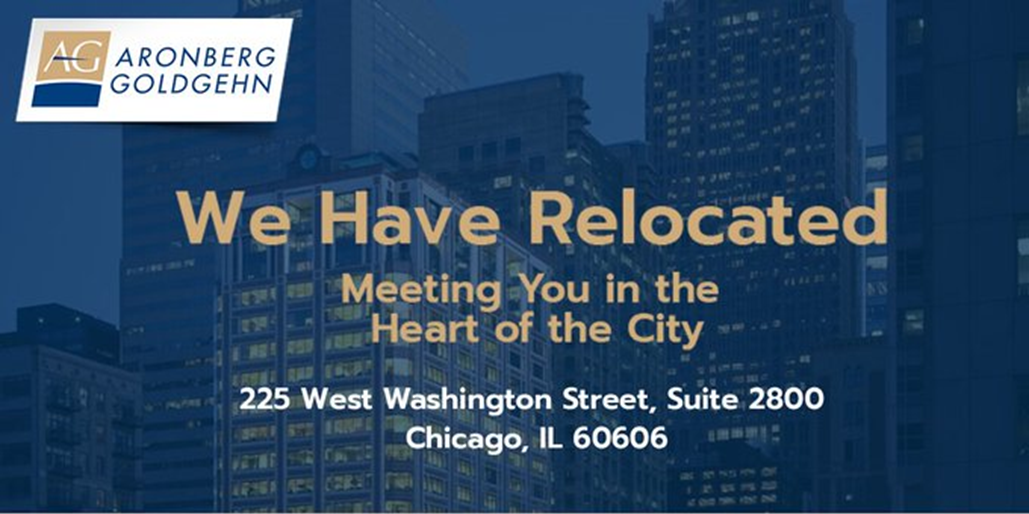 AG
ARONBERG
GOLDGEHN
We Have Relocated
Meeting You in the
Heart of the City
225 West Washington Street, Suite 2800
Chicago, IL 60606